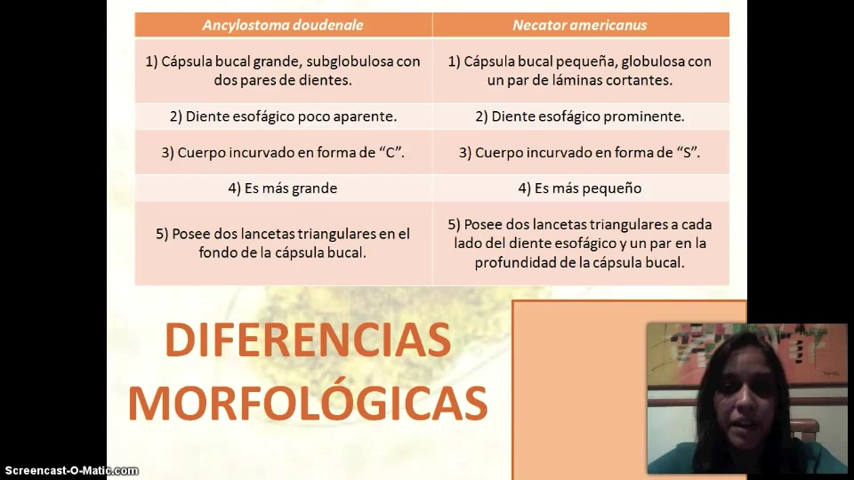 Ancylostoma doudenale
Necator americanus
1) Cápsula bucal grande, subglobulosa con
dos pares de dientes.
1) Cápsula bucal pequeña, globulosa con
un par de láminas cortantes.
2) Diente esofágico poco aparente.
2) Diente esofágico prominente.
3) Cuerpo incurvado en forma de “C”.
3) Cuerpo incurvado en forma de “S”.
4) Es más grande
4) Es más pequeño
5) Posee dos lancetas triangulares en el
fondo de la cápsula bucal.
5) Posee dos lancetas triangulares a cada
lado del diente esofágico y un par en la
profundidad de la cápsula bucal.
DIFERENCIAS
MORFOLÓGICAS
Screencast-O-Matic.com